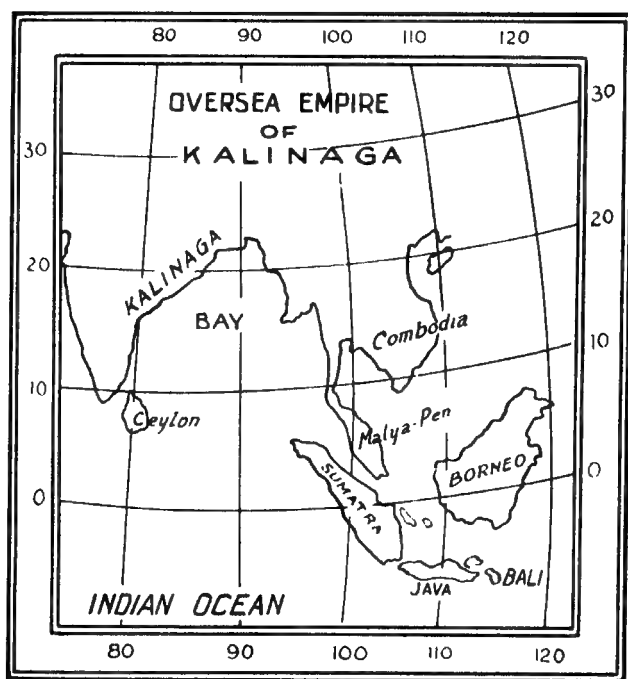 80 90 100 110 120
OVERSEA EMPIRE
OF
KALINAGA
30 30
20 20
KALINAGA
BAY
Combodia
10 10
Ceylon
Malya-Pen
BORNEO
SUMATRA
0 0
JAVA
BALI
INDIAN OCEAN
80 90 100 110 120